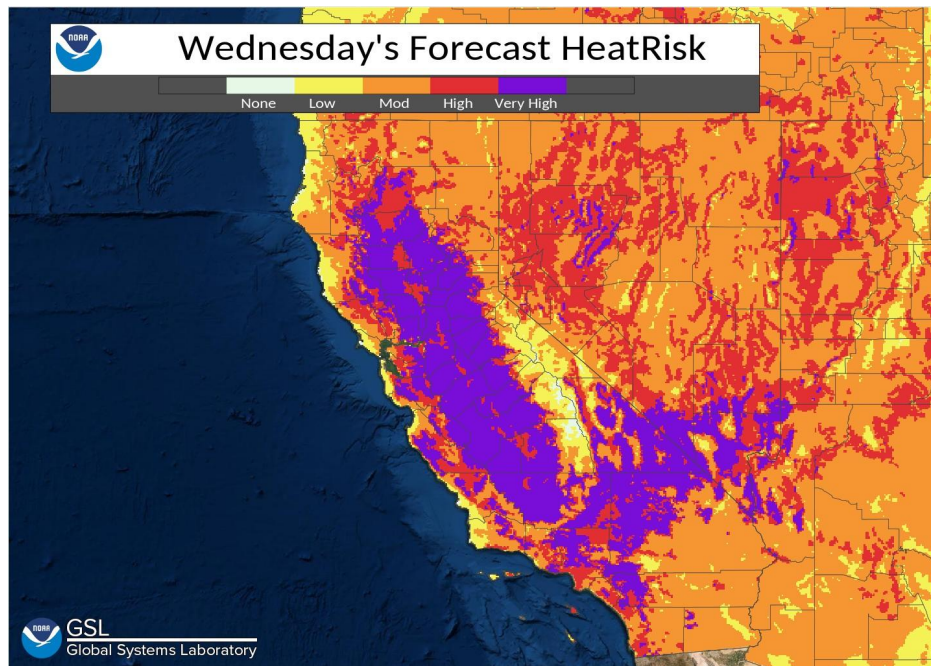 NOAA
Wednesday's Forecast HeatRisk
None Low Mod High Very High
NOAA
GSL
Global Systems Laboratory